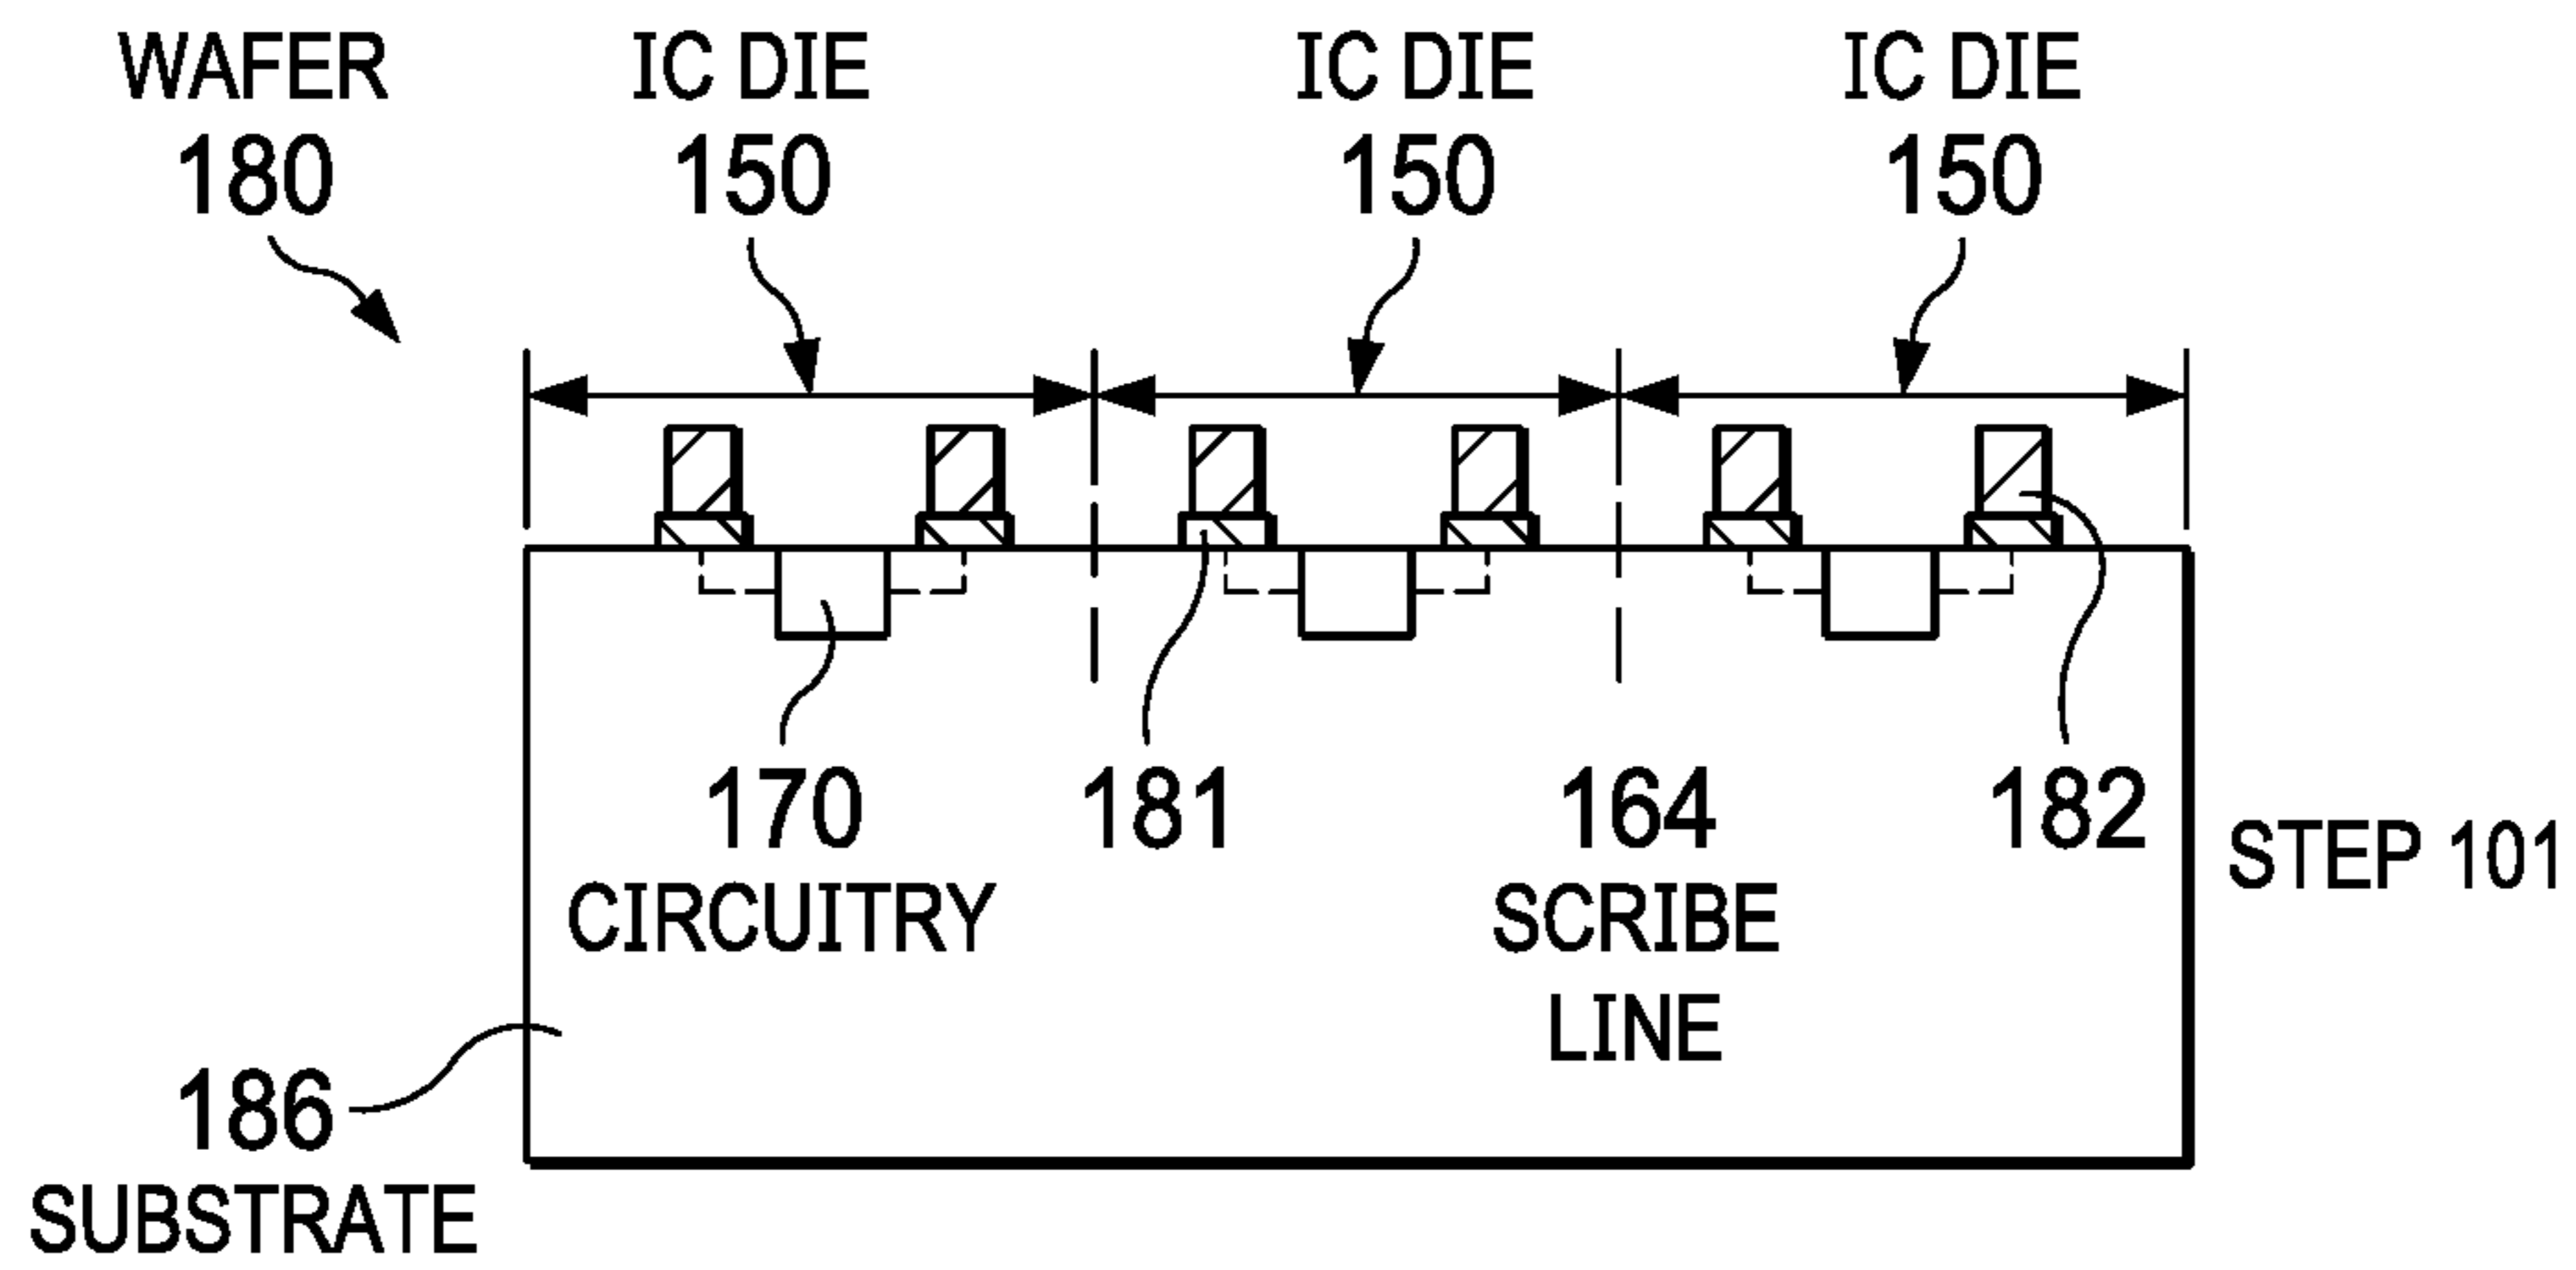 WAFER
180
IC DIE
150
IC DIE
150
IC DIE
150
170
CIRCUITRY
181
164
SCRIBE
LINE
182
STEP 101
186
SUBSTRATE